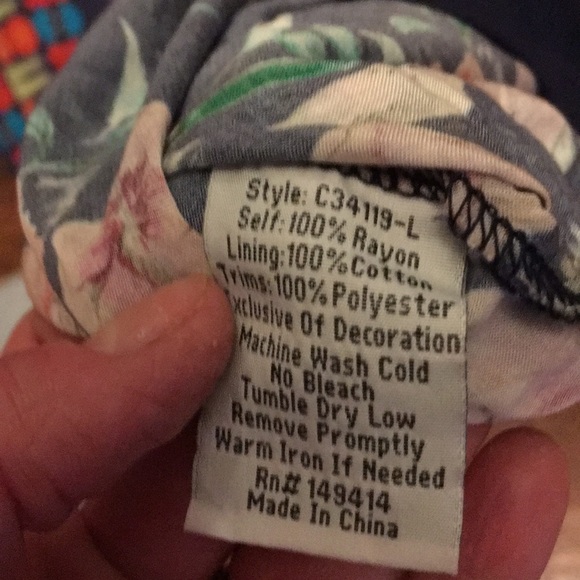 Style: C34119-L
Self:100% Rayon
Lining:100%Cotton
Trims:100%Polyester
Exclusive Of Decoration
Machine Wash Cold
No Bleach
Tumble Dry Low
Remove Promptly
Warm Iron If Needed
Rn# 149414
Made In China